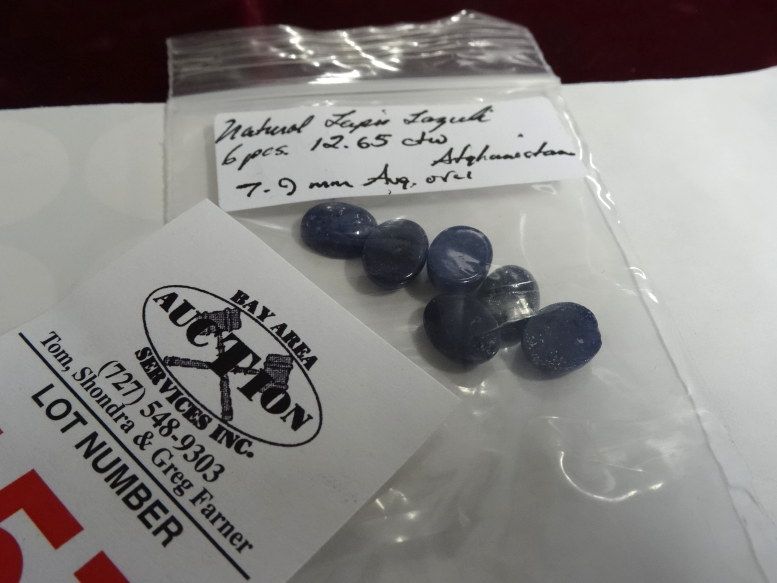 Natural Lapis Lazuli
6 pcs. 12.65 ctw
Afghanistan
7.9 mm Avg. oval
BAY AREA
AUCTION
SERVICES INC.
(727) 548-9303
Tom, Shondra & Greg Farner
LOT NUMBER